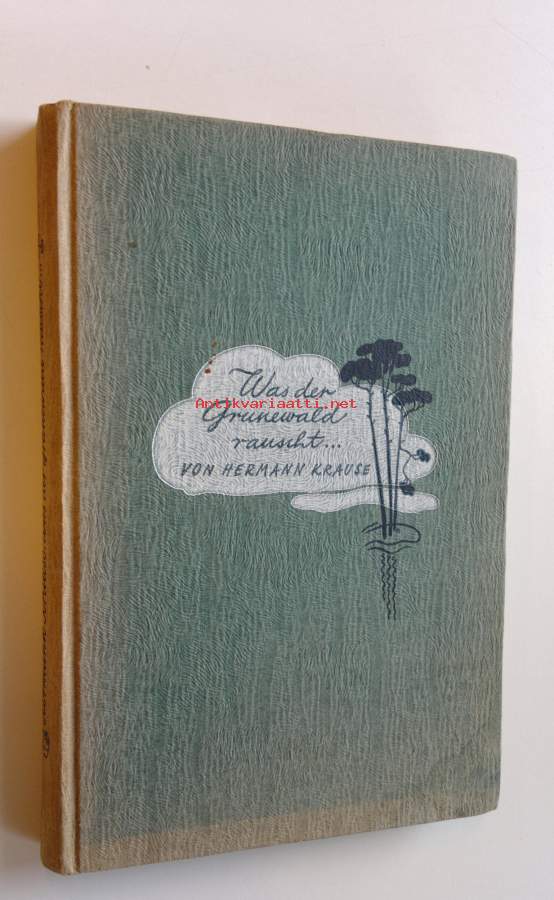 Was der
Antikvariaatti.net
Grunewald
rauscht...
VON HERMANN KRAUSE